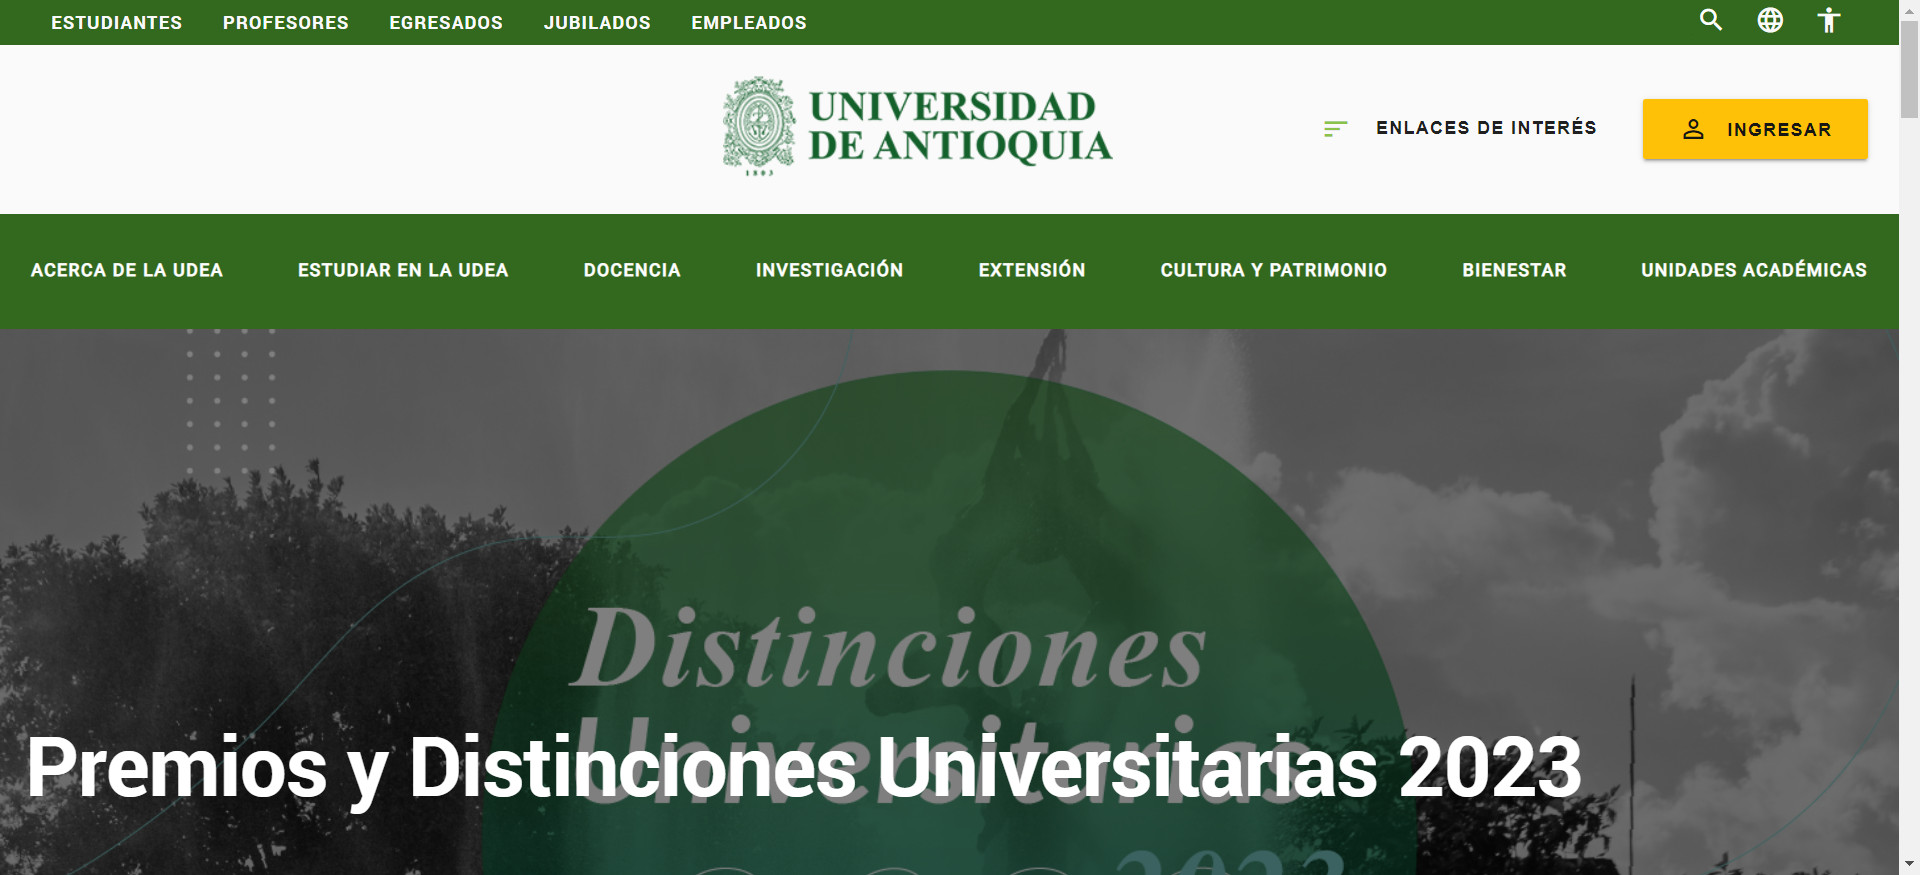 ESTUDIANTES PROFESORES EGRESADOS JUBILADOS EMPLEADOS
UNIVERSIDAD
DE ANTIOQUIA
1803
ENLACES DE INTERÉS
INGRESAR
ACERCA DE LA UDEA ESTUDIAR EN LA UDEA DOCENCIA INVESTIGACIÓN EXTENSIÓN CULTURA Y PATRIMONIO BIENESTAR UNIDADES ACADÉMICAS
Distinciones
Universitarias
Premios y Distinciones Universitarias 2023
2023